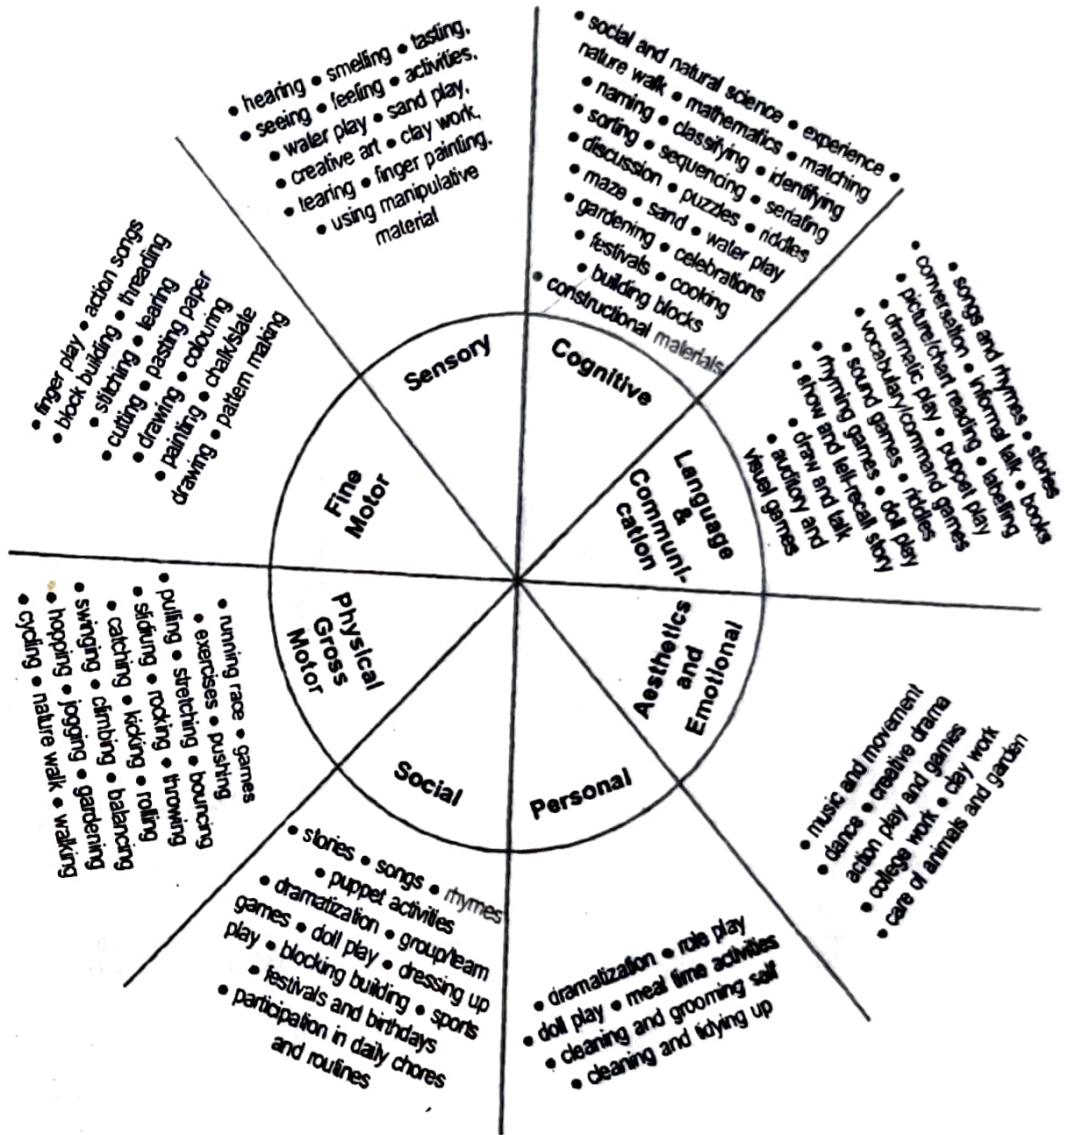 Sensory
• hearing • smelling • tasting,
• seeing • feeling • activities,
• water play • sand play,
• creative art • clay work,
• tearing • finger painting,
• using manipulative
material
Cognitive
• social and natural science • experience •
nature walk • mathematics • matching
• naming • classifying • identifying
• sorting • sequencing • seriating
• discussion • puzzles • riddles
• maze • sand • water play
• gardening • celebrations
• festivals • cooking
• building blocks
• constructional materials
Language
&
Communi-
cation
• songs and rhymes • stories
• conversation • informal talk • books
• picture/chart reading • labelling
• dramatic play • puppet play
• vocabulary/command games
• sound games • riddles
• rhyming games • doll play
• show and tell-recall story
• draw and talk
• auditory and
visual games
Aesthetics
and
Emotional
• music and movement
• dance • creative drama
action play and games
• college work • clay work
• care of animals and garden
Personal
• dramatization • role play
• doll play • meal time activities
• cleaning and grooming self
• cleaning and tidying up
Social
• stories • songs • rhymes
• puppet activities
• dramatization • group/team
games • doll play • dressing up
play • blocking building • sports
• festivals and birthdays
• participation in daily chores
and routines
Physical
Gross
Motor
• running race • games
• exercises • pushing
• pulling • stretching • bouncing
• slidiung • rocking • throwing
• catching • kicking • rolling
• swinging • climbing • balancing
• hopping • jogging • gardening
• cycling • nature walk • walking
Fine
Motor
• finger play • action songs
• block building • threading
• stitching • tearing
• cutting • pasting paper
• drawing • colouring
• painting • chalk/slate
drawing • pattern making